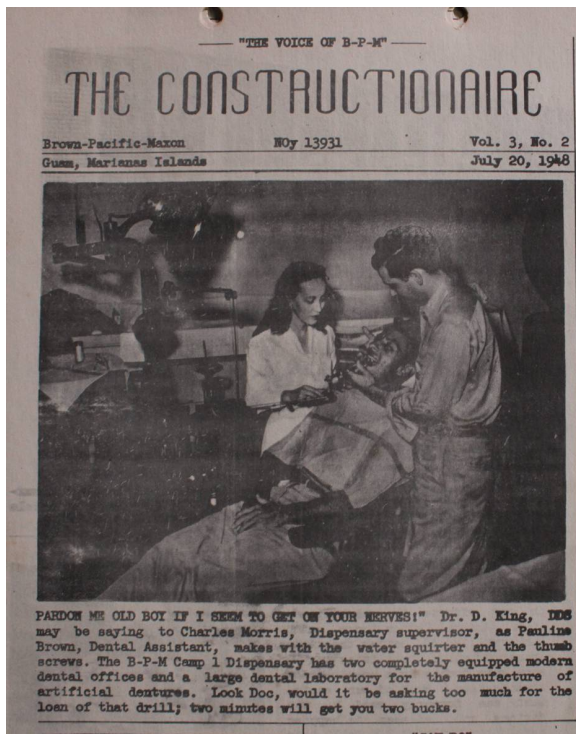 "THE VOICE OF B-P-M"
THE CONSTRUCTIONAIRE
Brown-Pacific-Maxon NOy 13931 Vol. 3, No. 2
Guam, Marianas Islands July 20, 1948
PARDON ME OLD BOY IF I SEEM TO GET ON YOUR NERVES!" Dr. D. King, DDS
may be saying to Charles Morris, Dispensary supervisor, as Pauline
Brown, Dental Assistant, makes with the water squirter and the thumb
screws. The B-P-M Camp 1 Dispensary has two completely equipped modern
dental offices and a large dental laboratory for the manufacture of
artificial dentures. Look Doc, would it be asking too much for the
loan of that drill; two minutes will get you two bucks.